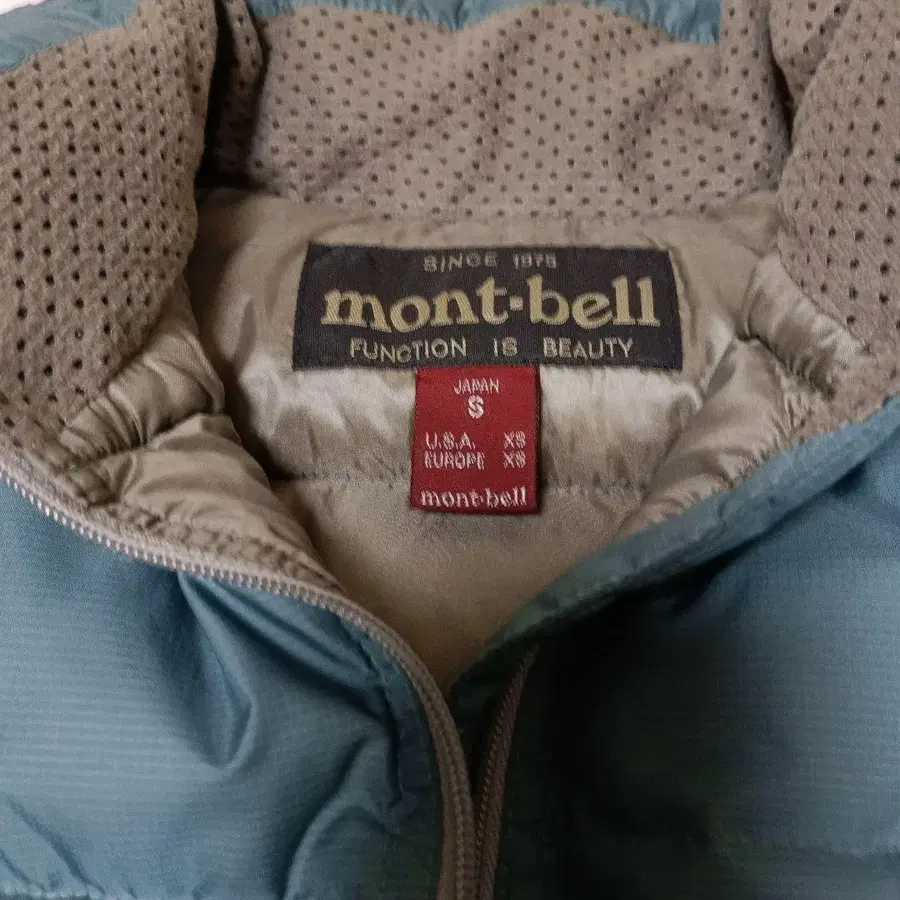 SINCE 1975
mont-bell
FUNCTION IS BEAUTY
JAPAN
S
U.S.A. XS
EUROPE XS
mont-bell